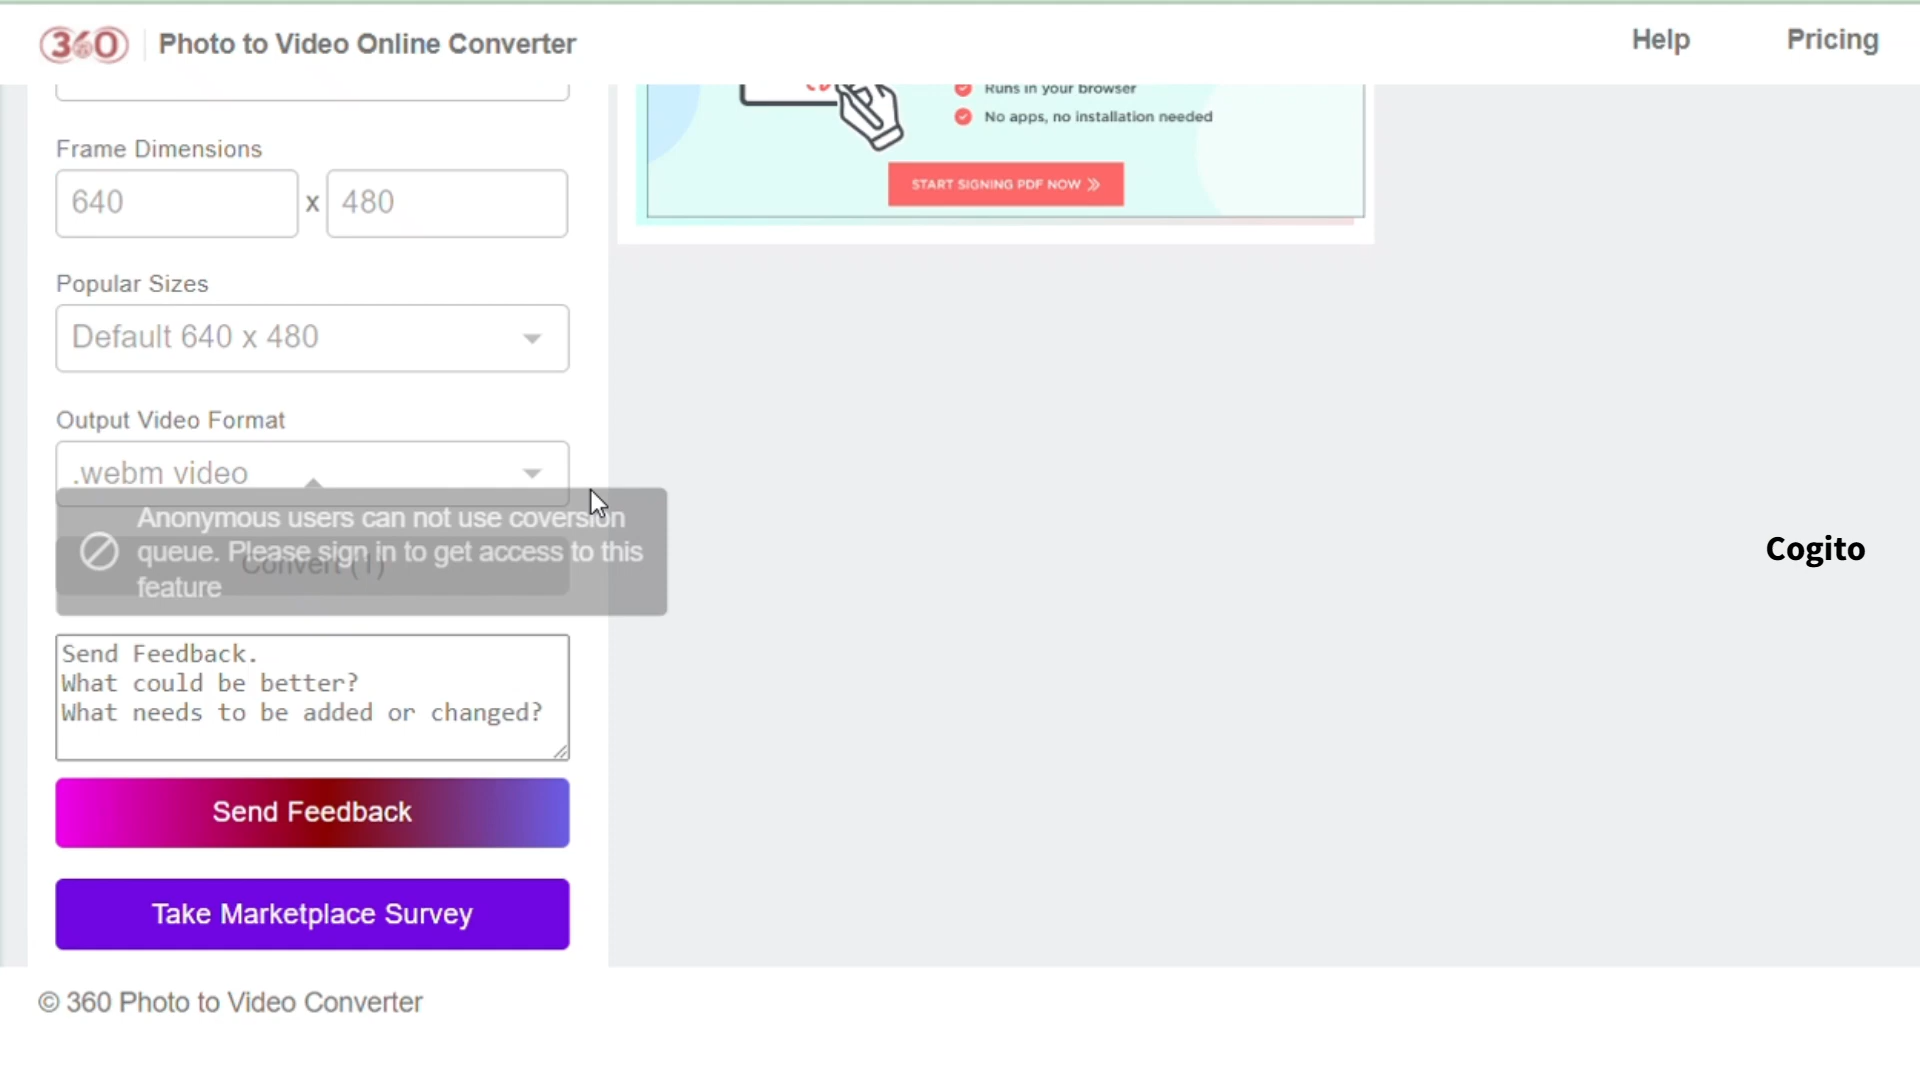 360
Photo to Video Online Converter
Help
Pricing
Runs in your browser
No apps, no installation needed
START SIGNING PDF NOW
Frame Dimensions
640 x 480
Popular Sizes
Default 640 x 480
Output Video Format
.webm video
Anonymous users can not use coversion
queue. Please sign in to get access to this
feature
Convert (1)
Cogito
Send Feedback.
What could be better?
What needs to be added or changed?
Send Feedback
Take Marketplace Survey
© 360 Photo to Video Converter